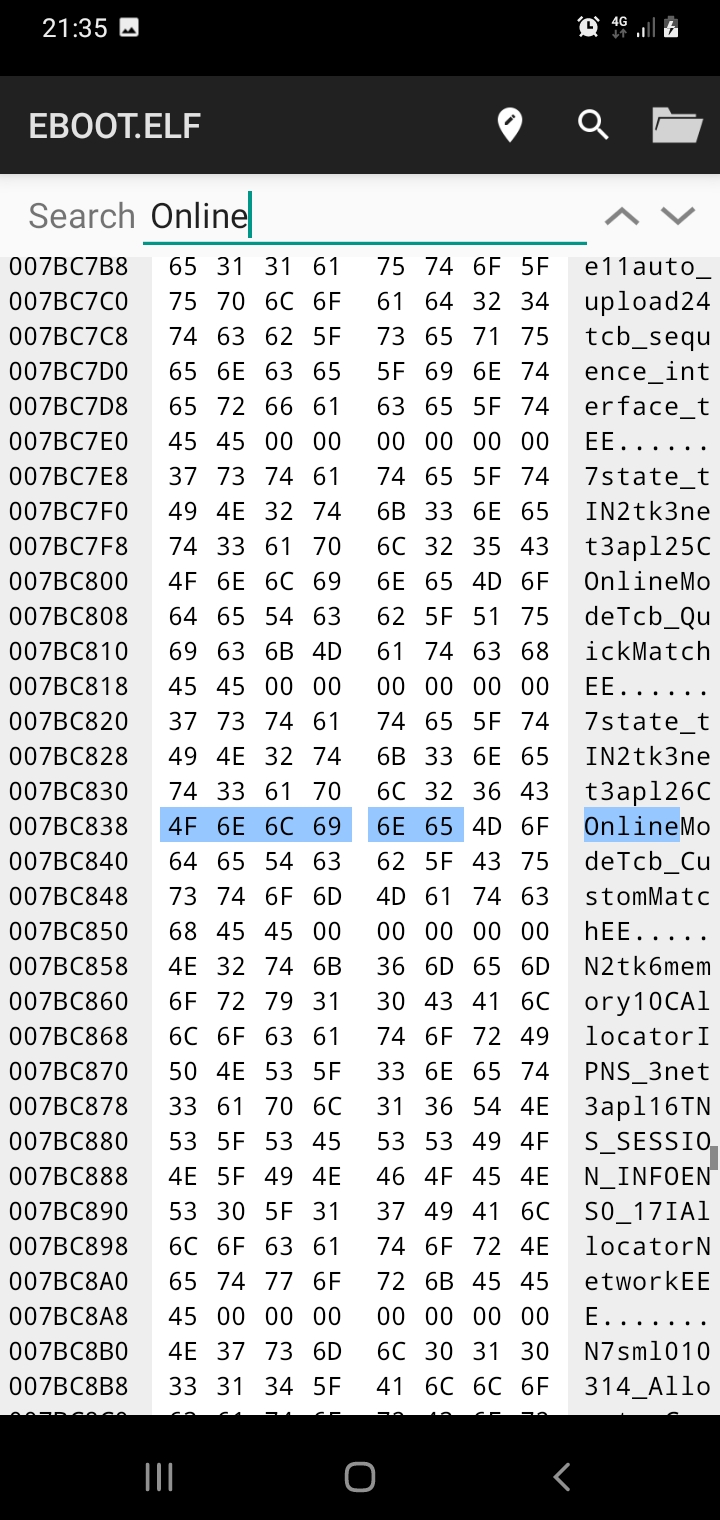 21:35 4G
EBOOT.ELF
Search Online
007BC7B8 65 31 31 61 75 74 6F 5F e11auto_
007BC7C0 75 70 6C 6F 61 64 32 34 upload24
007BC7C8 74 63 62 5F 73 65 71 75 tcb_sequ
007BC7D0 65 6E 63 65 5F 69 6E 74 ence_int
007BC7D8 65 72 66 61 63 65 5F 74 erface_t
007BC7E0 45 45 00 00 00 00 00 00 EE......
007BC7E8 37 73 74 61 74 65 5F 74 7state_t
007BC7F0 49 4E 32 74 6B 33 6E 65 IN2tk3ne
007BC7F8 74 33 61 70 6C 32 35 43 t3apl25C
007BC800 4F 6E 6C 69 6E 65 4D 6F OnlineMo
007BC808 64 65 54 63 62 5F 51 75 deTcb_Qu
007BC810 69 63 6B 4D 61 74 63 68 ickMatch
007BC818 45 45 00 00 00 00 00 00 EE......
007BC820 37 73 74 61 74 65 5F 74 7state_t
007BC828 49 4E 32 74 6B 33 6E 65 IN2tk3ne
007BC830 74 33 61 70 6C 32 36 43 t3apl26C
007BC838 4F 6E 6C 69 6E 65 4D 6F OnlineMo
007BC840 64 65 54 63 62 5F 43 75 deTcb_Cu
007BC848 73 74 6F 6D 4D 61 74 63 stomMatc
007BC850 68 45 45 00 00 00 00 00 hEE.....
007BC858 4E 32 74 6B 36 6D 65 6D N2tk6mem
007BC860 6F 72 79 31 30 43 41 6C ory10CAl
007BC868 6C 6F 63 61 74 6F 72 49 locatorI
007BC870 50 4E 53 5F 33 6E 65 74 PNS_3net
007BC878 33 61 70 6C 31 36 54 4E 3apl16TN
007BC880 53 5F 53 45 53 53 49 4F S_SESSIO
007BC888 4E 5F 49 4E 46 4F 45 4E N_INFOEN
007BC890 53 30 5F 31 37 49 41 6C S0_17IAl
007BC898 6C 6F 63 61 74 6F 72 4E locatorN
007BC8A0 65 74 77 6F 72 6B 45 45 etworkEE
007BC8A8 45 00 00 00 00 00 00 00 E.......
007BC8B0 4E 37 73 6D 6C 30 31 30 N7sml010
007BC8B8 33 31 34 5F 41 6C 6C 6F 314_Allo